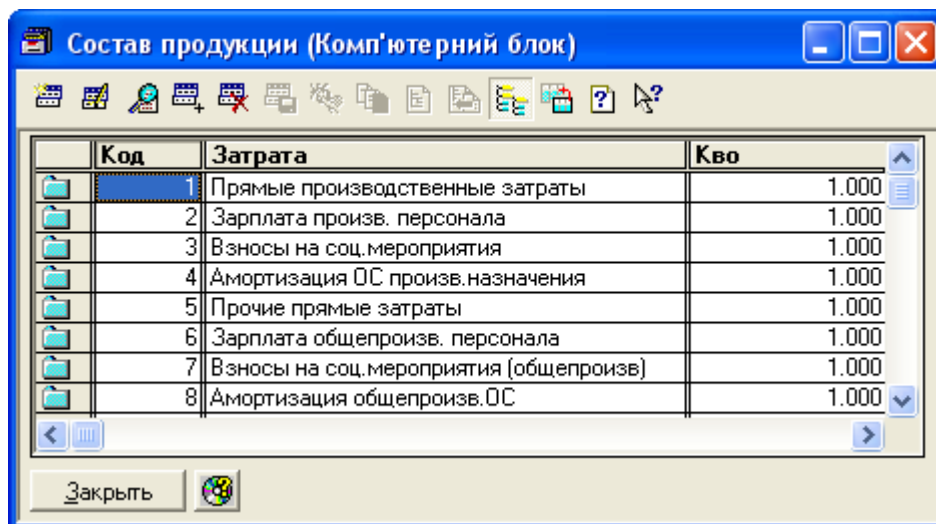 Состав продукции (Комп'ютерний блок)
Код Затрата Кво
1 Прямые производственные затраты 1.000
2 Зарплата произв. персонала 1.000
3 Взносы на соц.мероприятия 1.000
4 Амортизация ОС произв.назначения 1.000
5 Прочие прямые затраты 1.000
6 Зарплата общепроизв. персонала 1.000
7 Взносы на соц.мероприятия (общепроизв) 1.000
8 Амортизация общепроизв.ОС 1.000
Закрыть